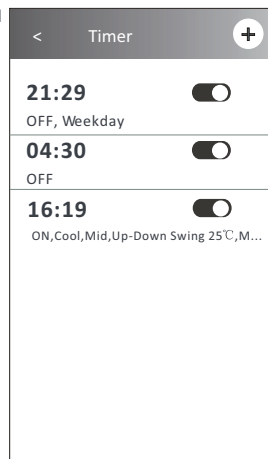 < Timer +
21:29
OFF, Weekday
04:30
OFF
16:19
ON,Cool,Mid,Up-Down Swing 25℃,M...